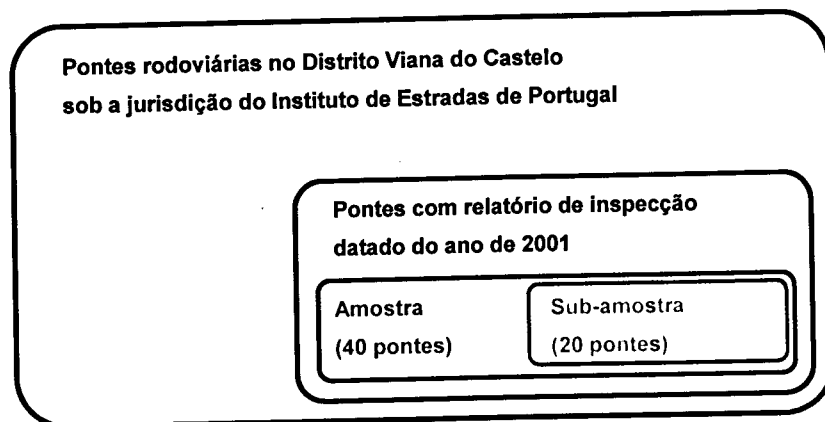 Pontes rodoviárias no Distrito Viana do Castelo
sob a jurisdição do Instituto de Estradas de Portugal
Pontes com relatório de inspecção
datado do ano de 2001
Amostra
(40 pontes)
Sub-amostra
(20 pontes)